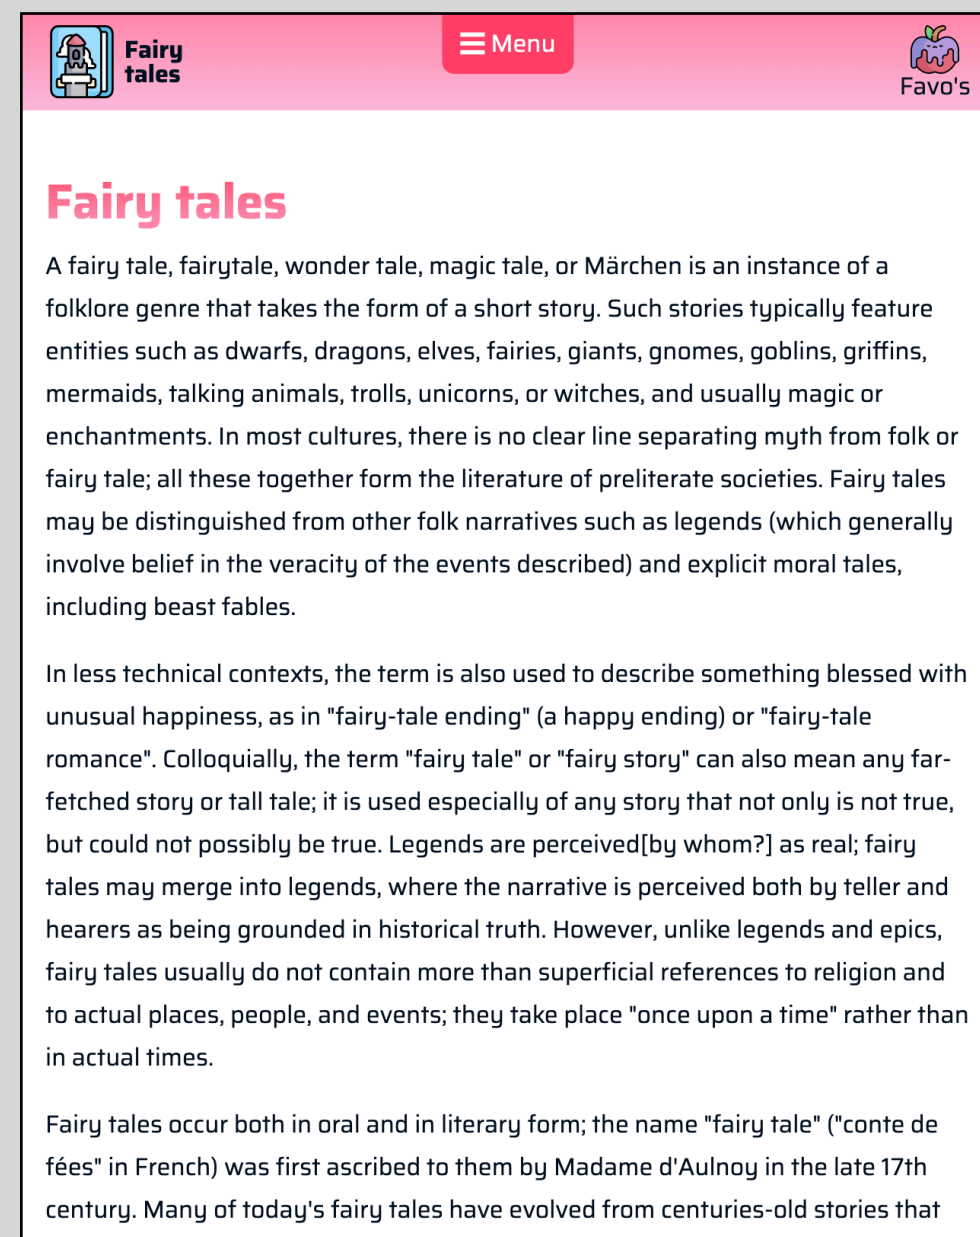 Fairy
tales
Menu
Favo's
Fairy tales
A fairy tale, fairytale, wonder tale, magic tale, or Märchen is an instance of a
folklore genre that takes the form of a short story. Such stories typically feature
entities such as dwarfs, dragons, elves, fairies, giants, gnomes, goblins, griffins,
mermaids, talking animals, trolls, unicorns, or witches, and usually magic or
enchantments. In most cultures, there is no clear line separating myth from folk or
fairy tale; all these together form the literature of preliterate societies. Fairy tales
may be distinguished from other folk narratives such as legends (which generally
involve belief in the veracity of the events described) and explicit moral tales,
including beast fables.
In less technical contexts, the term is also used to describe something blessed with
unusual happiness, as in "fairy-tale ending" (a happy ending) or "fairy-tale
romance". Colloquially, the term "fairy tale" or "fairy story" can also mean any far-
fetched story or tall tale; it is used especially of any story that not only is not true,
but could not possibly be true. Legends are perceived[by whom?] as real; fairy
tales may merge into legends, where the narrative is perceived both by teller and
hearers as being grounded in historical truth. However, unlike legends and epics,
fairy tales usually do not contain more than superficial references to religion and
to actual places, people, and events; they take place "once upon a time" rather than
in actual times.
Fairy tales occur both in oral and in literary form; the name "fairy tale" ("conte de
fées" in French) was first ascribed to them by Madame d'Aulnoy in the late 17th
century. Many of today's fairy tales have evolved from centuries-old stories that